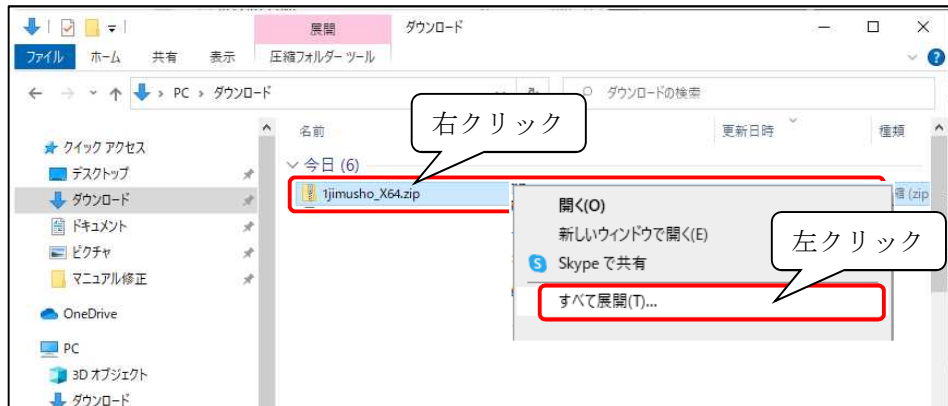 展開
ダウンロード
ファイル ホーム 共有 表示 圧縮フォルダー ツール
PC › ダウンロード
ダウンロードの検索
右クリック
名前
更新日時
種類
クイック アクセス
今日 (6)
デスクトップ
ダウンロード
1jimusho_X64.zip
(zip
ドキュメント
ピクチャ
マニュアル修正
開く(O)
新しいウィンドウで開く(E)
Skype で共有
すべて展開(T)...
左クリック
OneDrive
PC
3D オブジェクト
ダウンロード